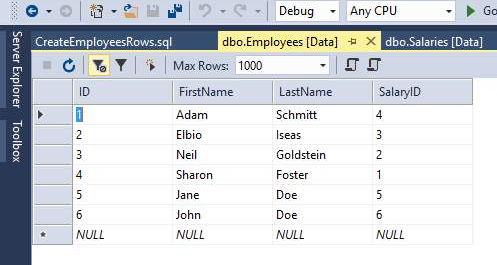 Debug Any CPU Go
Server Explorer
Toolbox
CreateEmployeesRows.sql dbo.Employees [Data] dbo.Salaries [Data]
Max Rows: 1000
ID FirstName LastName SalaryID
1 Adam Schmitt 4
2 Elbio Iseas 3
3 Neil Goldstein 2
4 Sharon Foster 1
5 Jane Doe 5
6 John Doe 6
NULL NULL NULL NULL